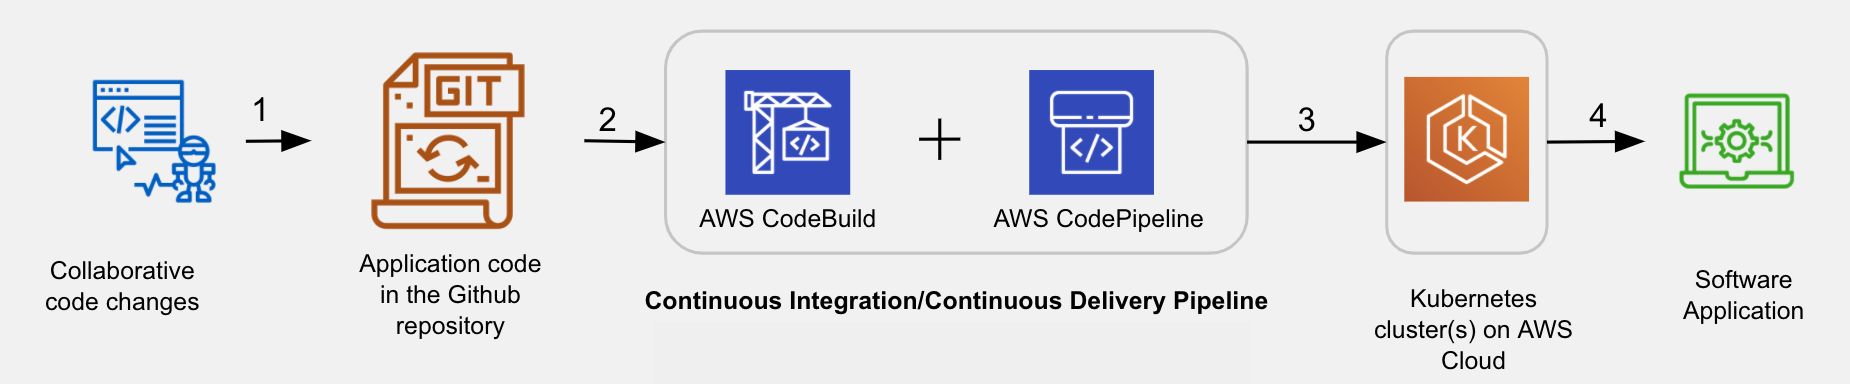 1
2
3
4
GIT
</>
</>
</>
K
AWS CodeBuild
AWS CodePipeline
Collaborative
code changes
Application code
in the Github
repository
Continuous Integration/Continuous Delivery Pipeline
Kubernetes
cluster(s) on AWS
Cloud
Software
Application